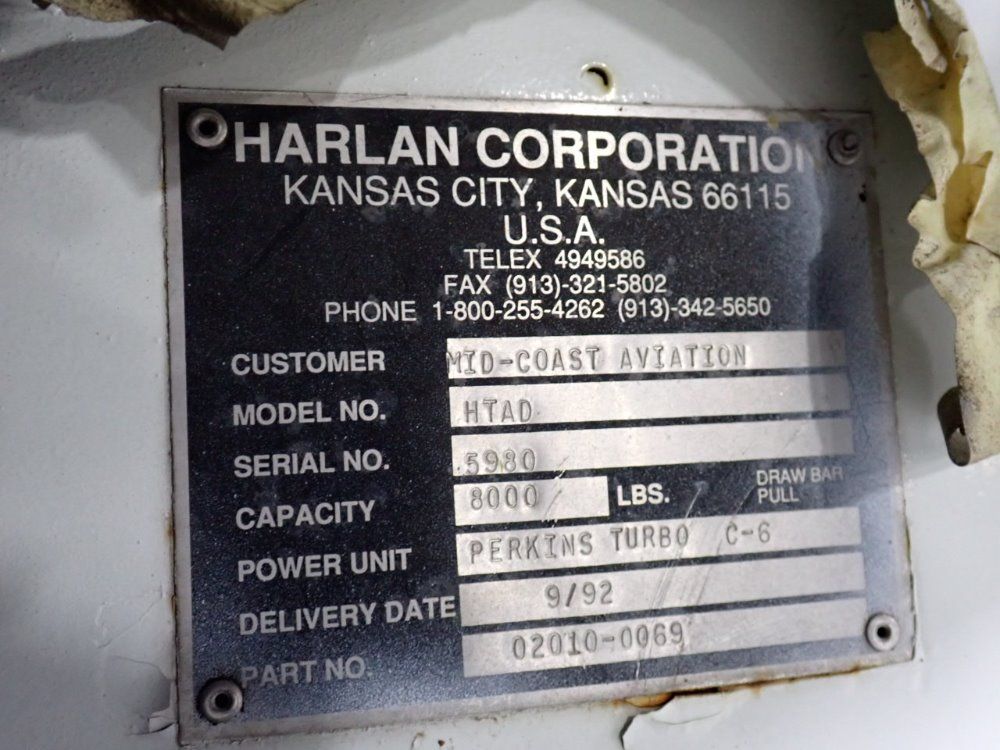 HARLAN CORPORATION
KANSAS CITY, KANSAS 66115
U.S.A.
TELEX 4949586
FAX (913)-321-5802
PHONE 1-800-255-4262 (913)-342-5650
CUSTOMER MID-COAST AVIATION
MODEL NO. HTAD
SERIAL NO. 5980
CAPACITY 8000 LBS. DRAW BAR PULL
POWER UNIT PERKINS TURBO C-6
DELIVERY DATE 9/92
PART NO. 02010-0069